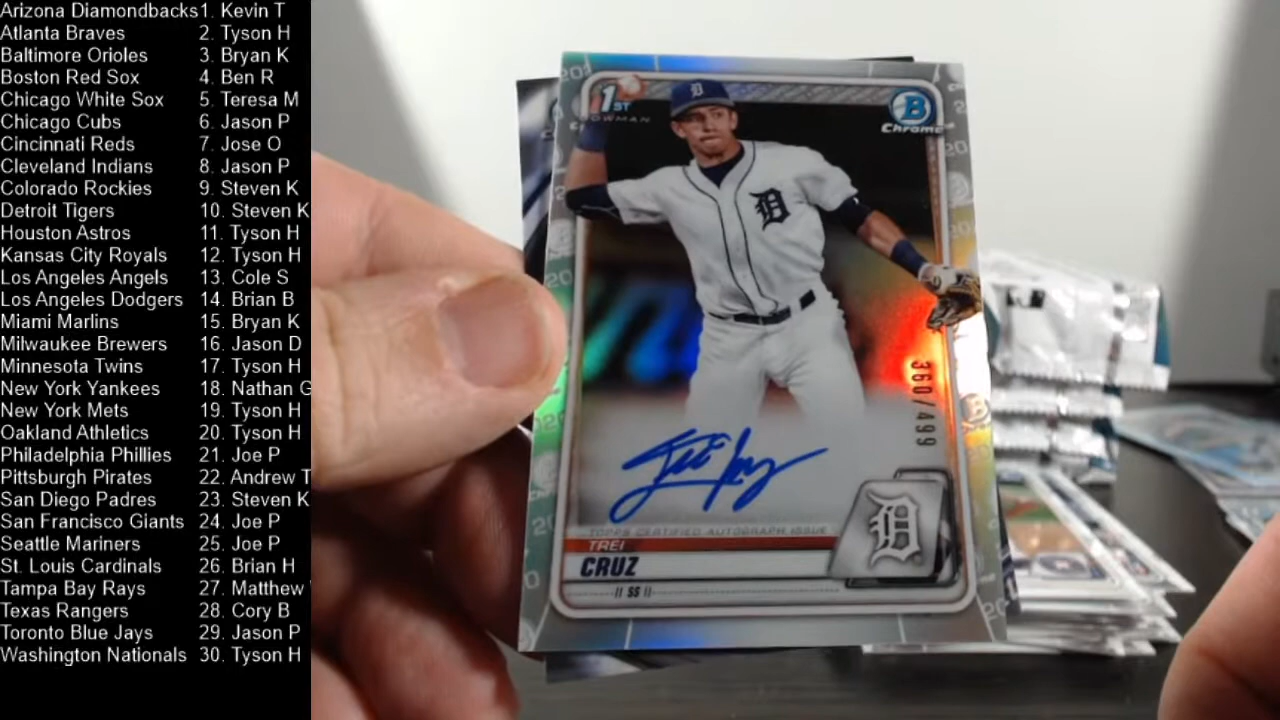 Arizona Diamondbacks 1. Kevin T
Atlanta Braves 2. Tyson H
Baltimore Orioles 3. Bryan K
Boston Red Sox 4. Ben R
Chicago White Sox 5. Teresa M
Chicago Cubs 6. Jason P
Cincinnati Reds 7. Jose O
Cleveland Indians 8. Jason P
Colorado Rockies 9. Steven K
Detroit Tigers 10. Steven K
Houston Astros 11. Tyson H
Kansas City Royals 12. Tyson H
Los Angeles Angels 13. Cole S
Los Angeles Dodgers 14. Brian B
Miami Marlins 15. Bryan K
Milwaukee Brewers 16. Jason D
Minnesota Twins 17. Tyson H
New York Yankees 18. Nathan G
New York Mets 19. Tyson H
Oakland Athletics 20. Tyson H
Philadelphia Phillies 21. Joe P
Pittsburgh Pirates 22. Andrew T
San Diego Padres 23. Steven K
San Francisco Giants 24. Joe P
Seattle Mariners 25. Joe P
St. Louis Cardinals 26. Brian H
Tampa Bay Rays 27. Matthew
Texas Rangers 28. Cory B
Toronto Blue Jays 29. Jason P
Washington Nationals 30. Tyson H
1ST
BOWMAN
B
Chrome
D
D
360/499
TOPPS CERTIFIED AUTOGRAPH ISSUE
TREI
CRUZ
D
// SS //